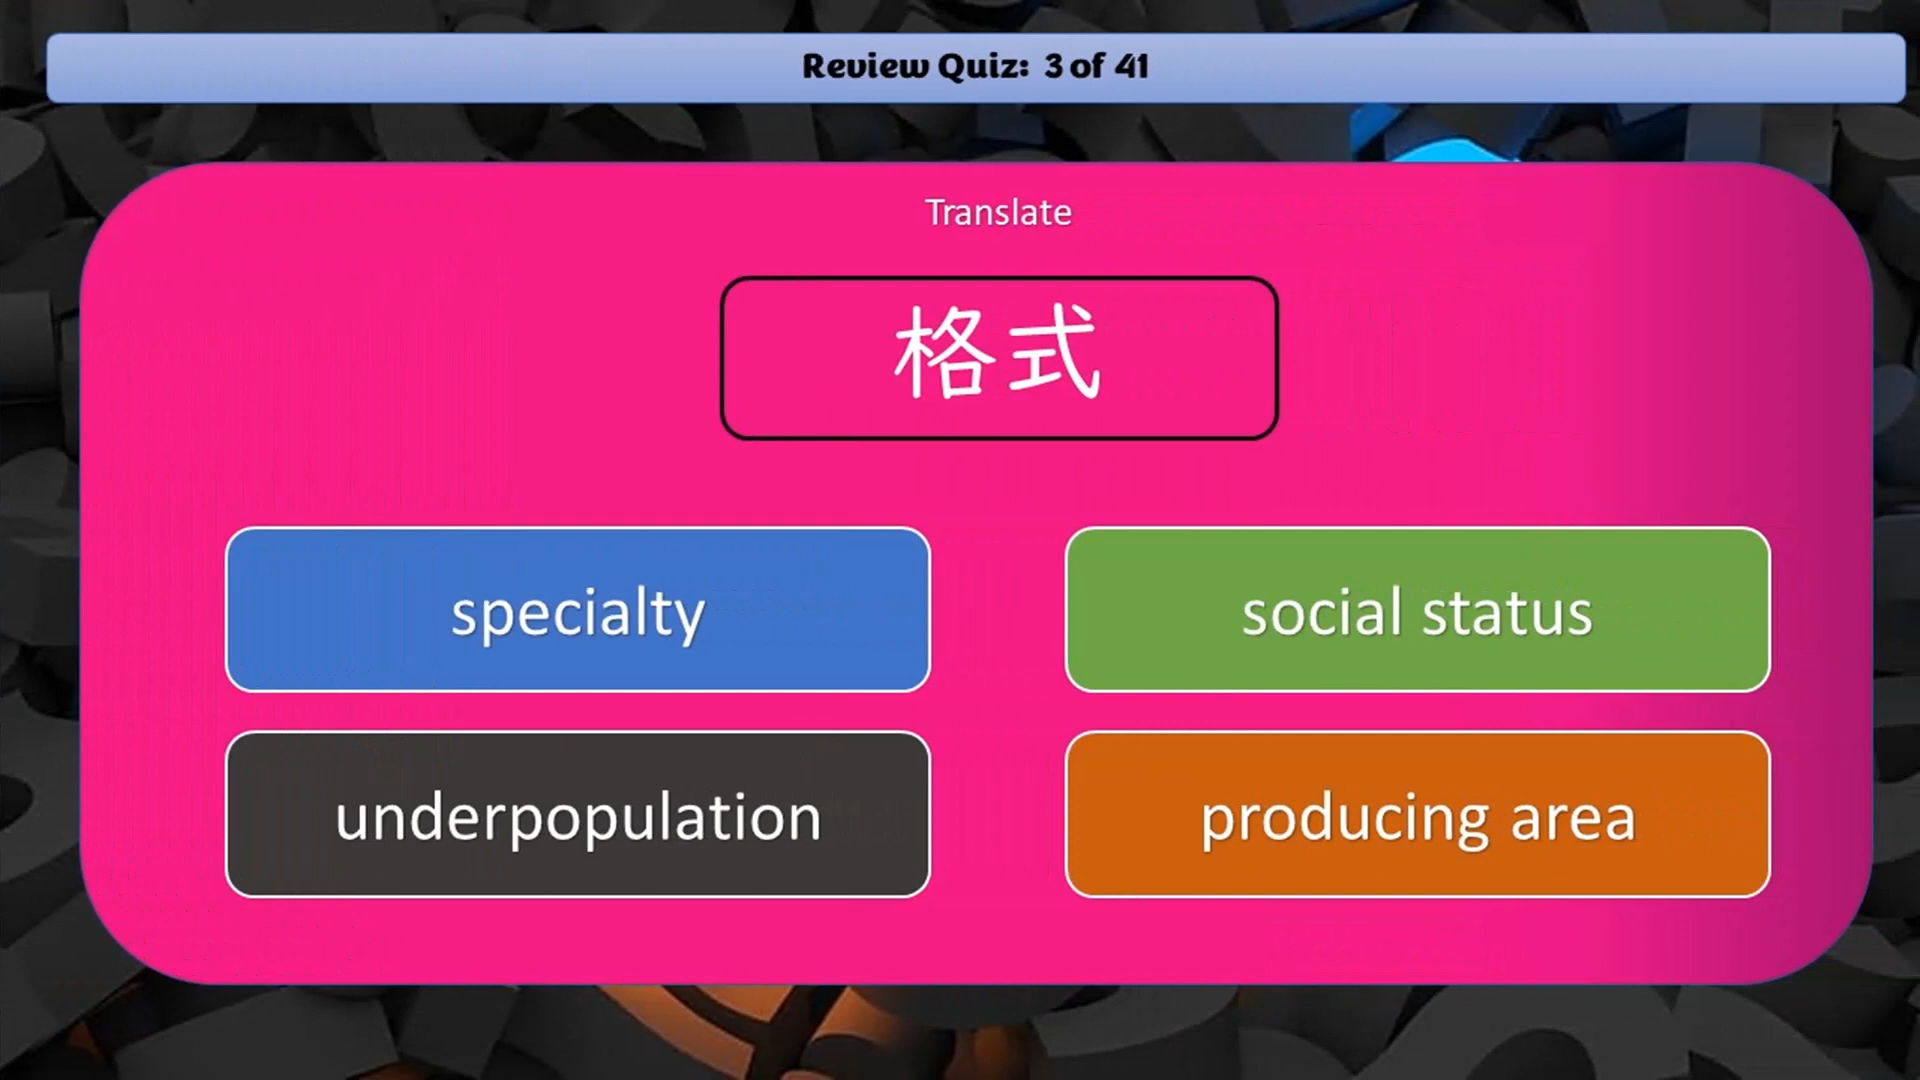 Review Quiz: 3 of 41
Translate
格式
specialty
social status
underpopulation
producing area